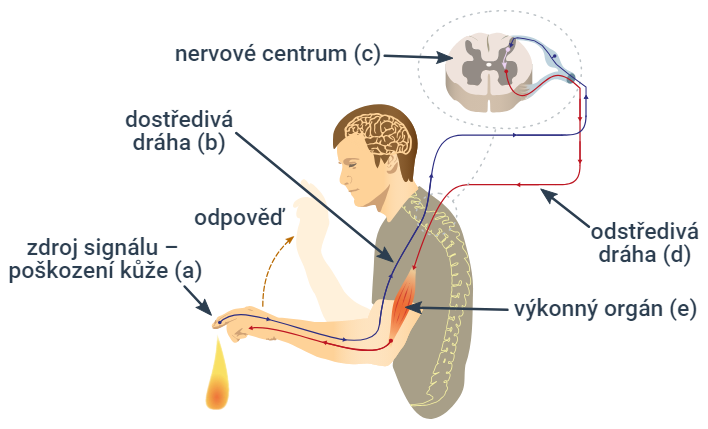 nervové centrum (c)
dostředivá
dráha (b)
odpověď
zdroj signálu –
poškození kůže (a)
odstředivá
dráha (d)
výkonný orgán (e)